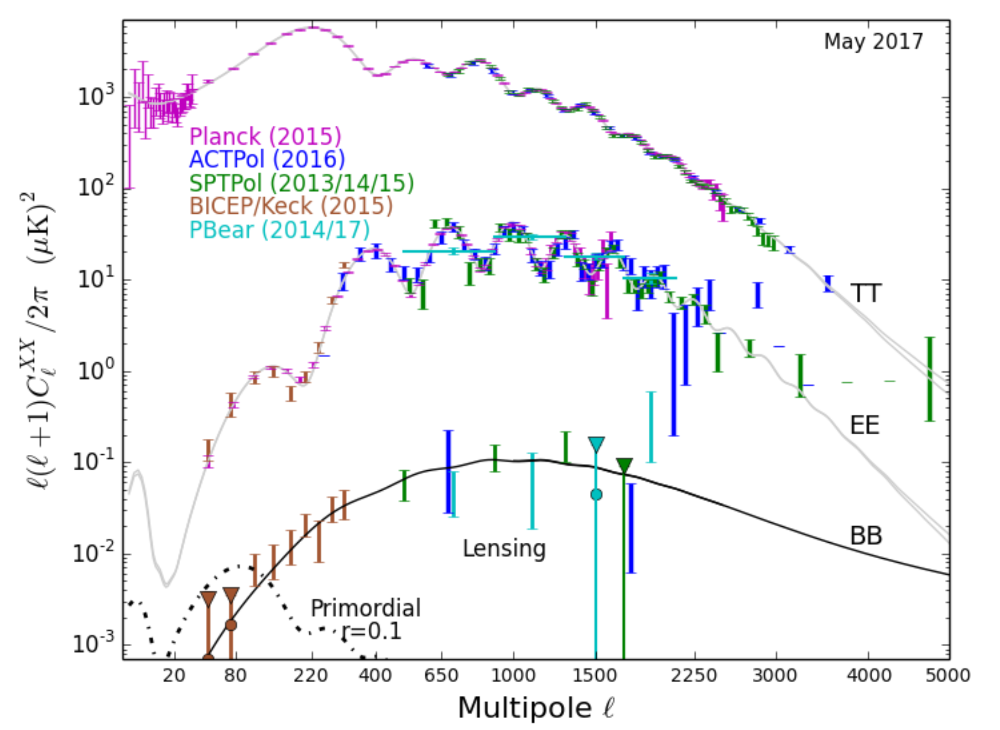 May 2017
10³
Planck (2015)
ACTPol (2016)
SPTPol (2013/14/15)
BICEP/Keck (2015)
PBear (2014/17)
10²
10¹
10⁰
10⁻¹
10⁻²
10⁻³
ℓ(ℓ+1)C_ℓ^{XX}/2π (μK)²
TT
EE
BB
Lensing
Primordial
r=0.1
20 80 220 400 650 1000 1500 2250 3000 4000 5000
Multipole ℓ